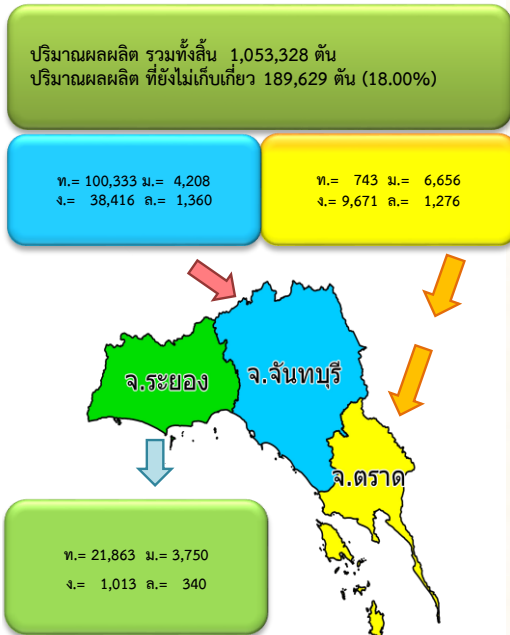 ปริมาณผลผลิต รวมทั้งสิ้น 1,053,328 ตัน
ปริมาณผลผลิต ที่ยังไม่เก็บเกี่ยว 189,629 ตัน (18.00%)
ท.= 100,333 ม.= 4,208
ง.= 38,416 ล.= 1,360
ท.= 743 ม.= 6,656
ง.= 9,671 ล.= 1,276
จ.ระยอง
จ.จันทบุรี
จ.ตราด
ท.= 21,863 ม.= 3,750
ง.= 1,013 ล.= 340